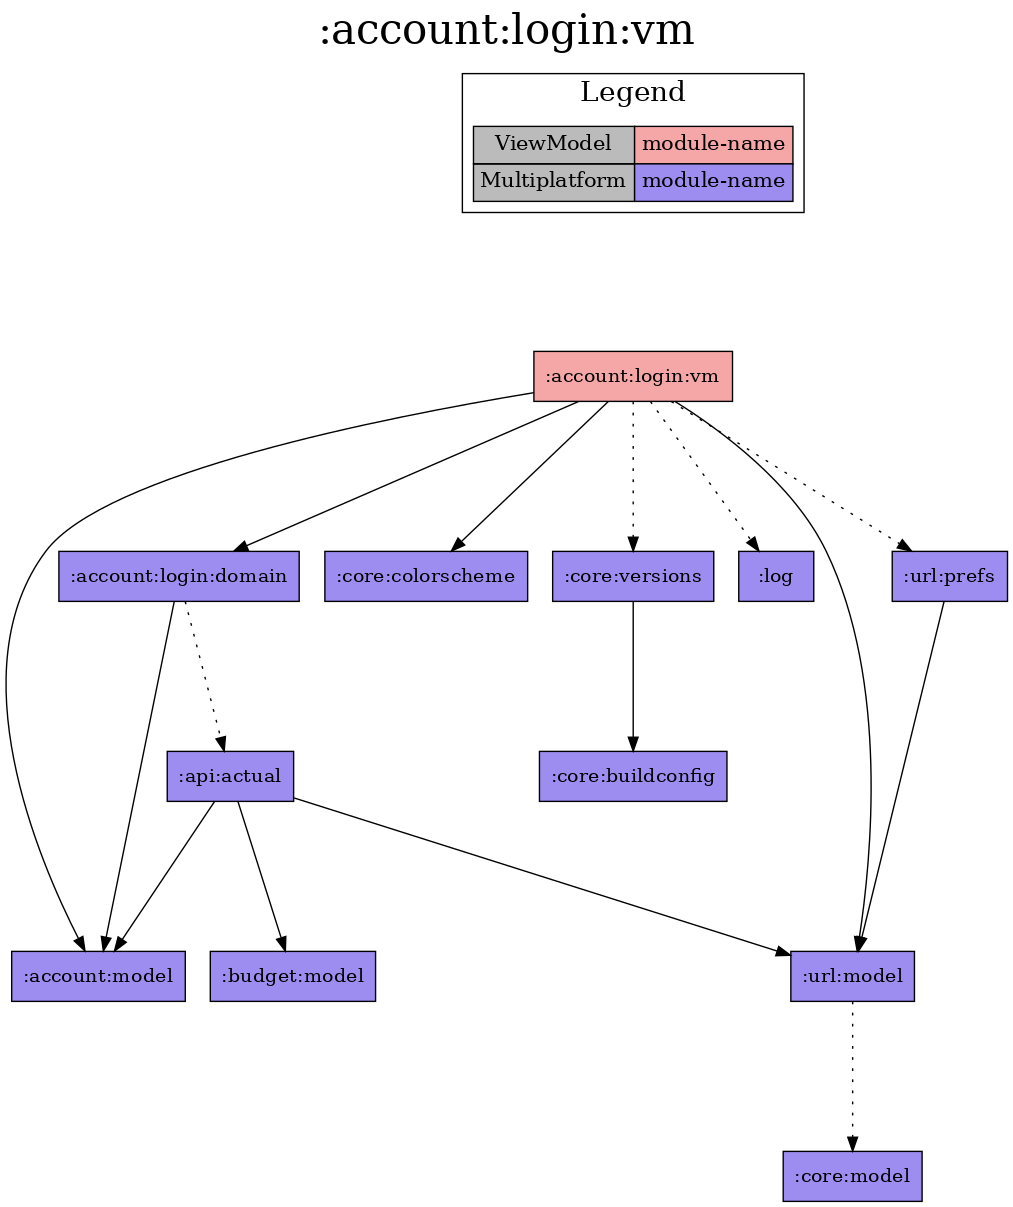 :account:login:vm
Legend
ViewModel module-name
Multiplatform module-name
:account:login:vm
:account:login:domain :core:colorscheme :core:versions :log :url:prefs
:api:actual :core:buildconfig
:account:model :budget:model :url:model
:core:model